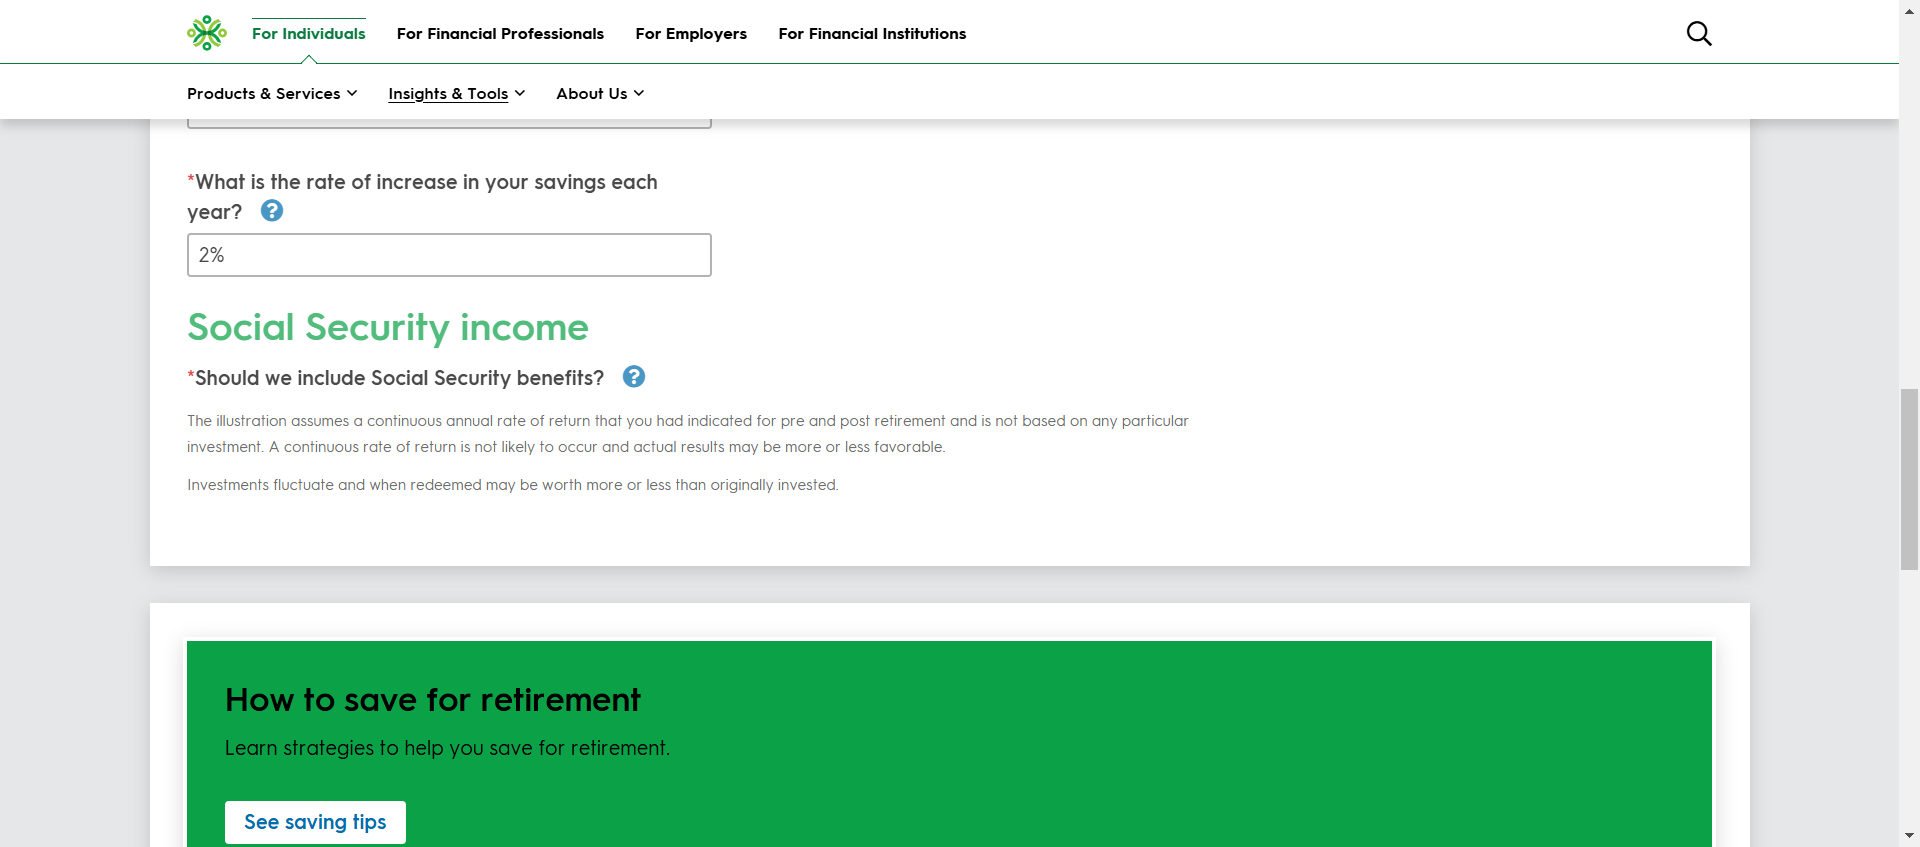 For Individuals For Financial Professionals For Employers For Financial Institutions
Products & Services Insights & Tools About Us
*What is the rate of increase in your savings each
year? ?
2%
Social Security income
*Should we include Social Security benefits? ?
The illustration assumes a continuous annual rate of return that you had indicated for pre and post retirement and is not based on any particular
investment. A continuous rate of return is not likely to occur and actual results may be more or less favorable.
Investments fluctuate and when redeemed may be worth more or less than originally invested.
How to save for retirement
Learn strategies to help you save for retirement.
See saving tips